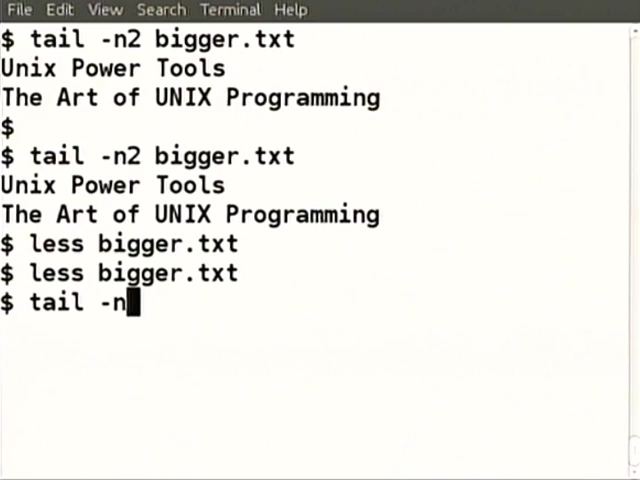 File Edit View Search Terminal Help
$ tail -n2 bigger.txt
Unix Power Tools
The Art of UNIX Programming
$
$ tail -n2 bigger.txt
Unix Power Tools
The Art of UNIX Programming
$ less bigger.txt
$ less bigger.txt
$ tail -n